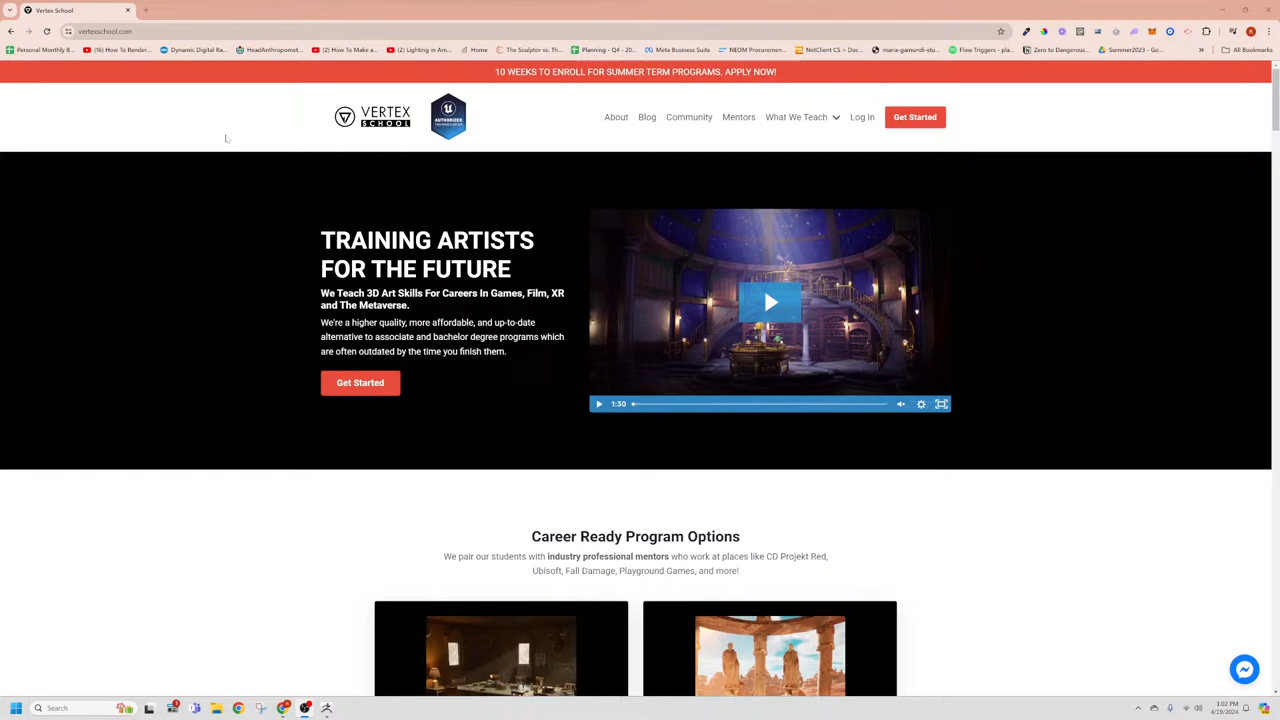 Vertex School
vertexschool.com
Personal Monthly B...
(16) How To Render...
Dynamic Digital Ra...
HeadAnthropomet...
(2) How To Make a...
(2) Lighting in Arn...
Home
The Sculptor vs. Th...
Planning - Q4 - 20...
Meta Business Suite
NEOM Procuremen...
NetClient CS > Doc...
maria-gamundi-stu...
Flow Triggers - pla...
Zero to Dangerous...
Summer2023 - Go...
All Bookmarks
10 WEEKS TO ENROLL FOR SUMMER TERM PROGRAMS. APPLY NOW!
VERTEX
SCHOOL
AUTHORIZED
TRAINING CENTER
About
Blog
Community
Mentors
What We Teach
Log In
Get Started
TRAINING ARTISTS
FOR THE FUTURE
We Teach 3D Art Skills For Careers In Games, Film, XR
and The Metaverse.
We're a higher quality, more affordable, and up-to-date
alternative to associate and bachelor degree programs which
are often outdated by the time you finish them.
Get Started
1:30
Career Ready Program Options
We pair our students with industry professional mentors who work at places like CD Projekt Red,
Ubisoft, Fall Damage, Playground Games, and more!
Search
1:02 PM
4/19/2024